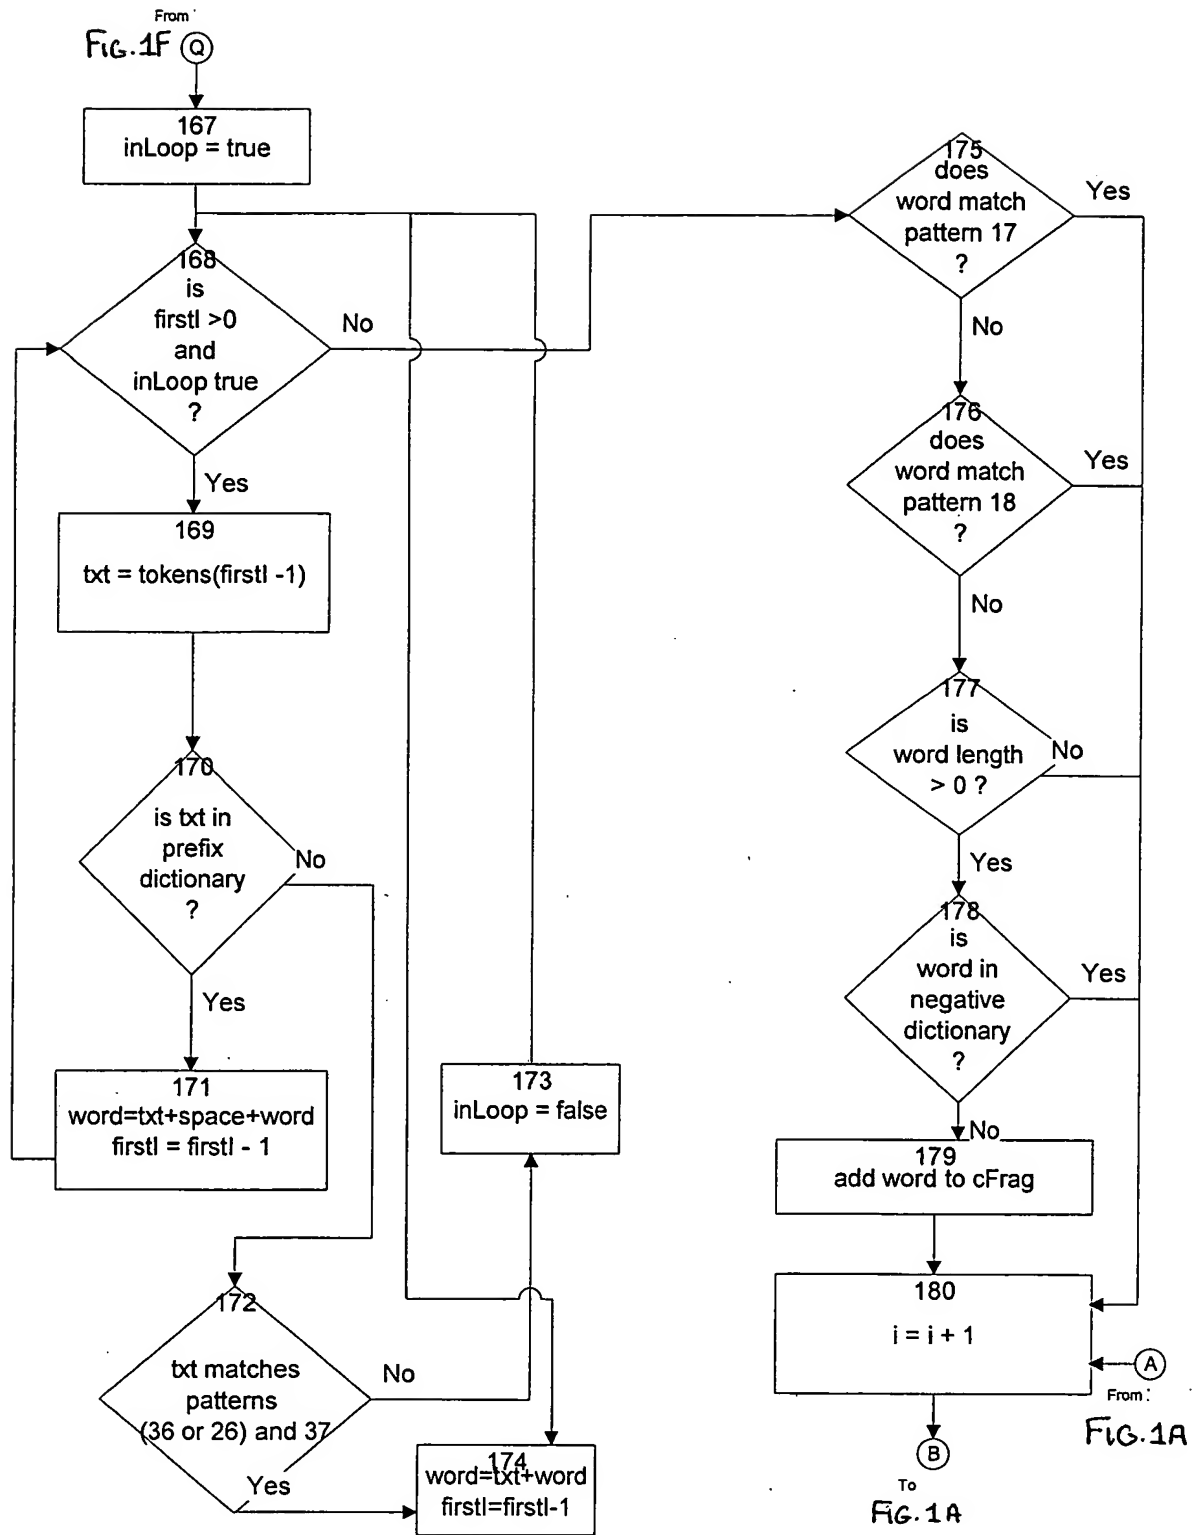 From
FIG. 1F
Q
167
inLoop = true
168
is
firstI >0
and
inLoop true
?
No
Yes
169
txt = tokens(firstI -1)
170
is txt in
prefix
dictionary
?
No
Yes
171
word=txt+space+word
firstI = firstI - 1
172
txt matches
patterns
(36 or 26) and 37
No
Yes
173
inLoop = false
174
word=txt+word
firstI=firstI-1
175
does
word match
pattern 17
?
Yes
No
176
does
word match
pattern 18
?
Yes
No
177
is
word length
> 0 ?
No
Yes
178
is
word in
negative
dictionary
?
Yes
No
179
add word to cFrag
180
i = i + 1
A
From:
FIG. 1A
B
To
FIG. 1A